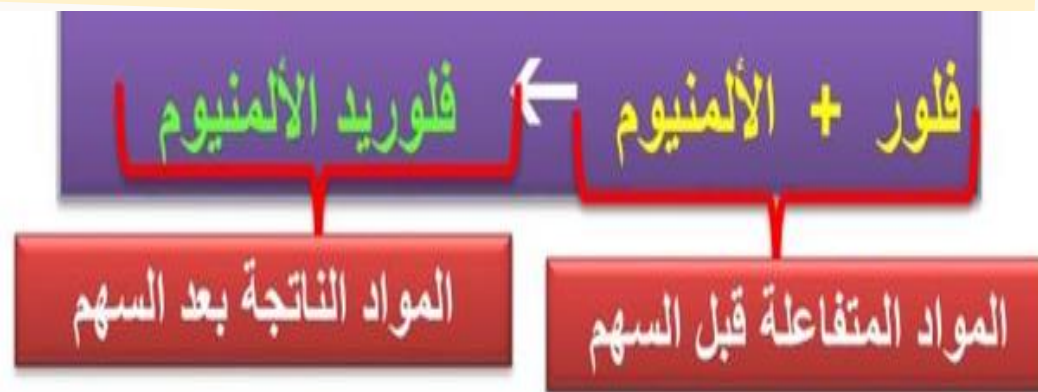 فلور + الألمنيوم ← فلوريد الألمنيوم
المواد المتفاعلة قبل السهم
المواد الناتجة بعد السهم